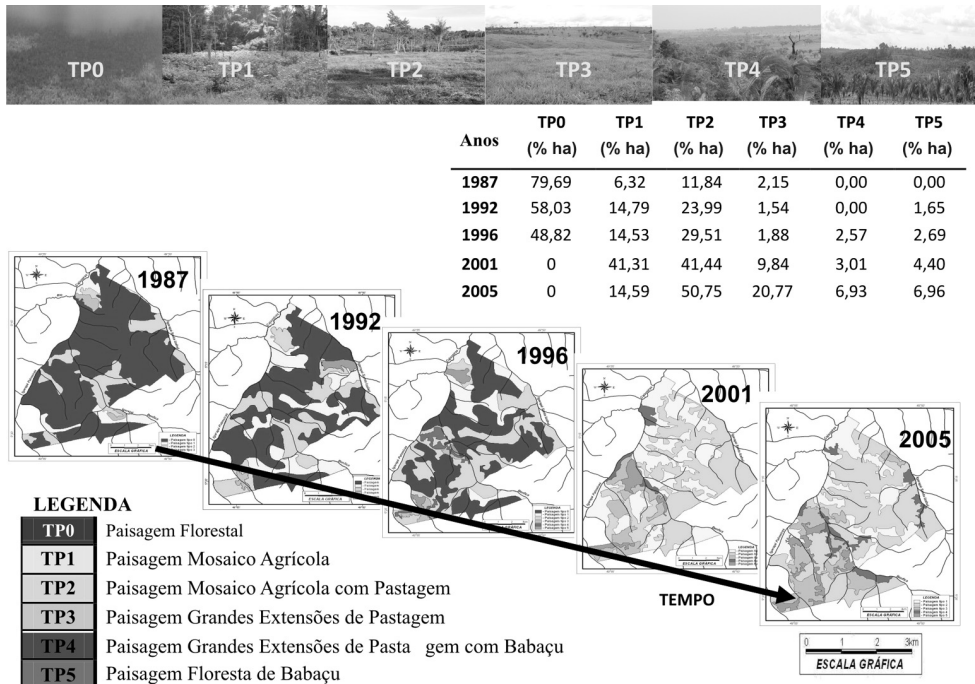 TP0 TP1 TP2 TP3 TP4 TP5
Anos TP0 TP1 TP2 TP3 TP4 TP5
(% ha) (% ha) (% ha) (% ha) (% ha) (% ha)
1987 79,69 6,32 11,84 2,15 0,00 0,00
1992 58,03 14,79 23,99 1,54 0,00 1,65
1996 48,82 14,53 29,51 1,88 2,57 2,69
2001 0 41,31 41,44 9,84 3,01 4,40
2005 0 14,59 50,75 20,77 6,93 6,96
1987
1992
1996
2001
2005
LEGENDA
TP0 Paisagem Florestal
TP1 Paisagem Mosaico Agrícola
TP2 Paisagem Mosaico Agrícola com Pastagem
TP3 Paisagem Grandes Extensões de Pastagem
TP4 Paisagem Grandes Extensões de Pasta gem com Babaçu
TP5 Paisagem Floresta de Babaçu
TEMPO
0 1 2 3km
ESCALA GRÁFICA